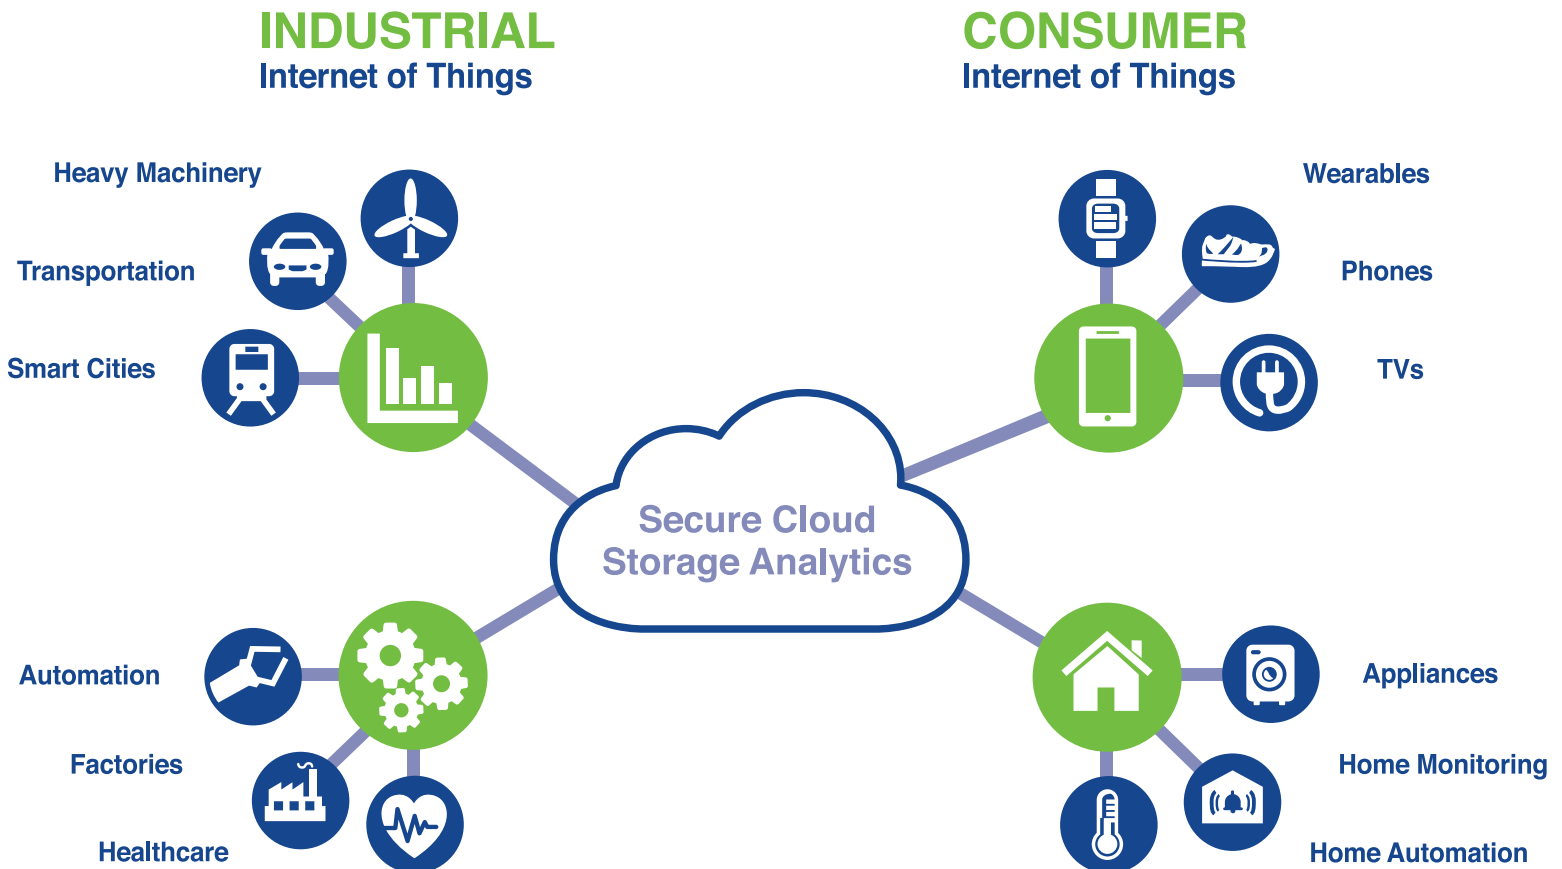 INDUSTRIAL
Internet of Things
CONSUMER
Internet of Things
Heavy Machinery
Transportation
Smart Cities
Wearables
Phones
TVs
Secure Cloud
Storage Analytics
Automation
Factories
Healthcare
Appliances
Home Monitoring
Home Automation